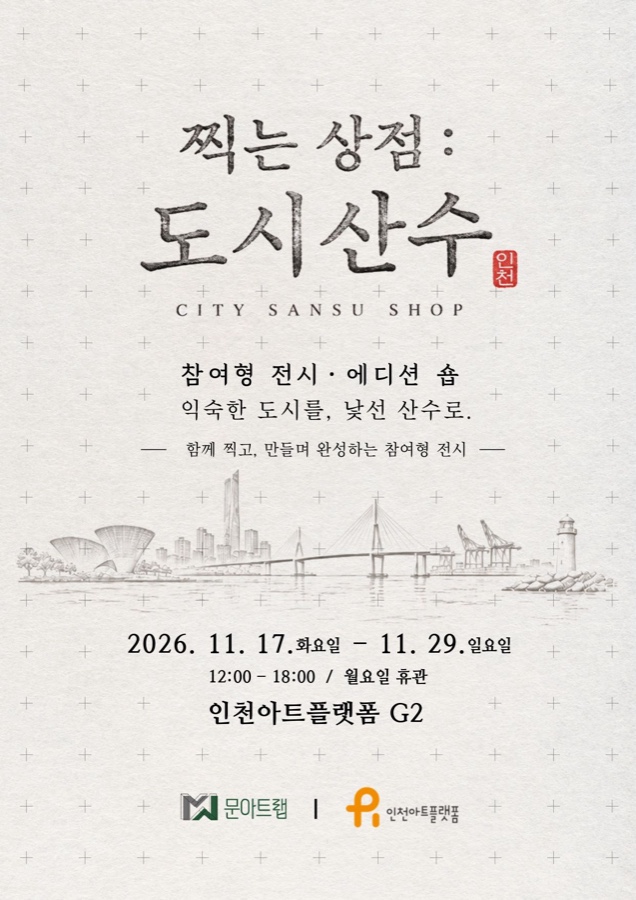 찍는 상점 :
도시산수
인천
CITY SANSU SHOP
참여형 전시 · 에디션 숍
익숙한 도시를, 낯선 산수로.
함께 찍고, 만들며 완성하는 참여형 전시
2026. 11. 17.화요일 – 11. 29.일요일
12:00 – 18:00 / 월요일 휴관
인천아트플랫폼 G2
문아트랩 | 인천아트플랫폼